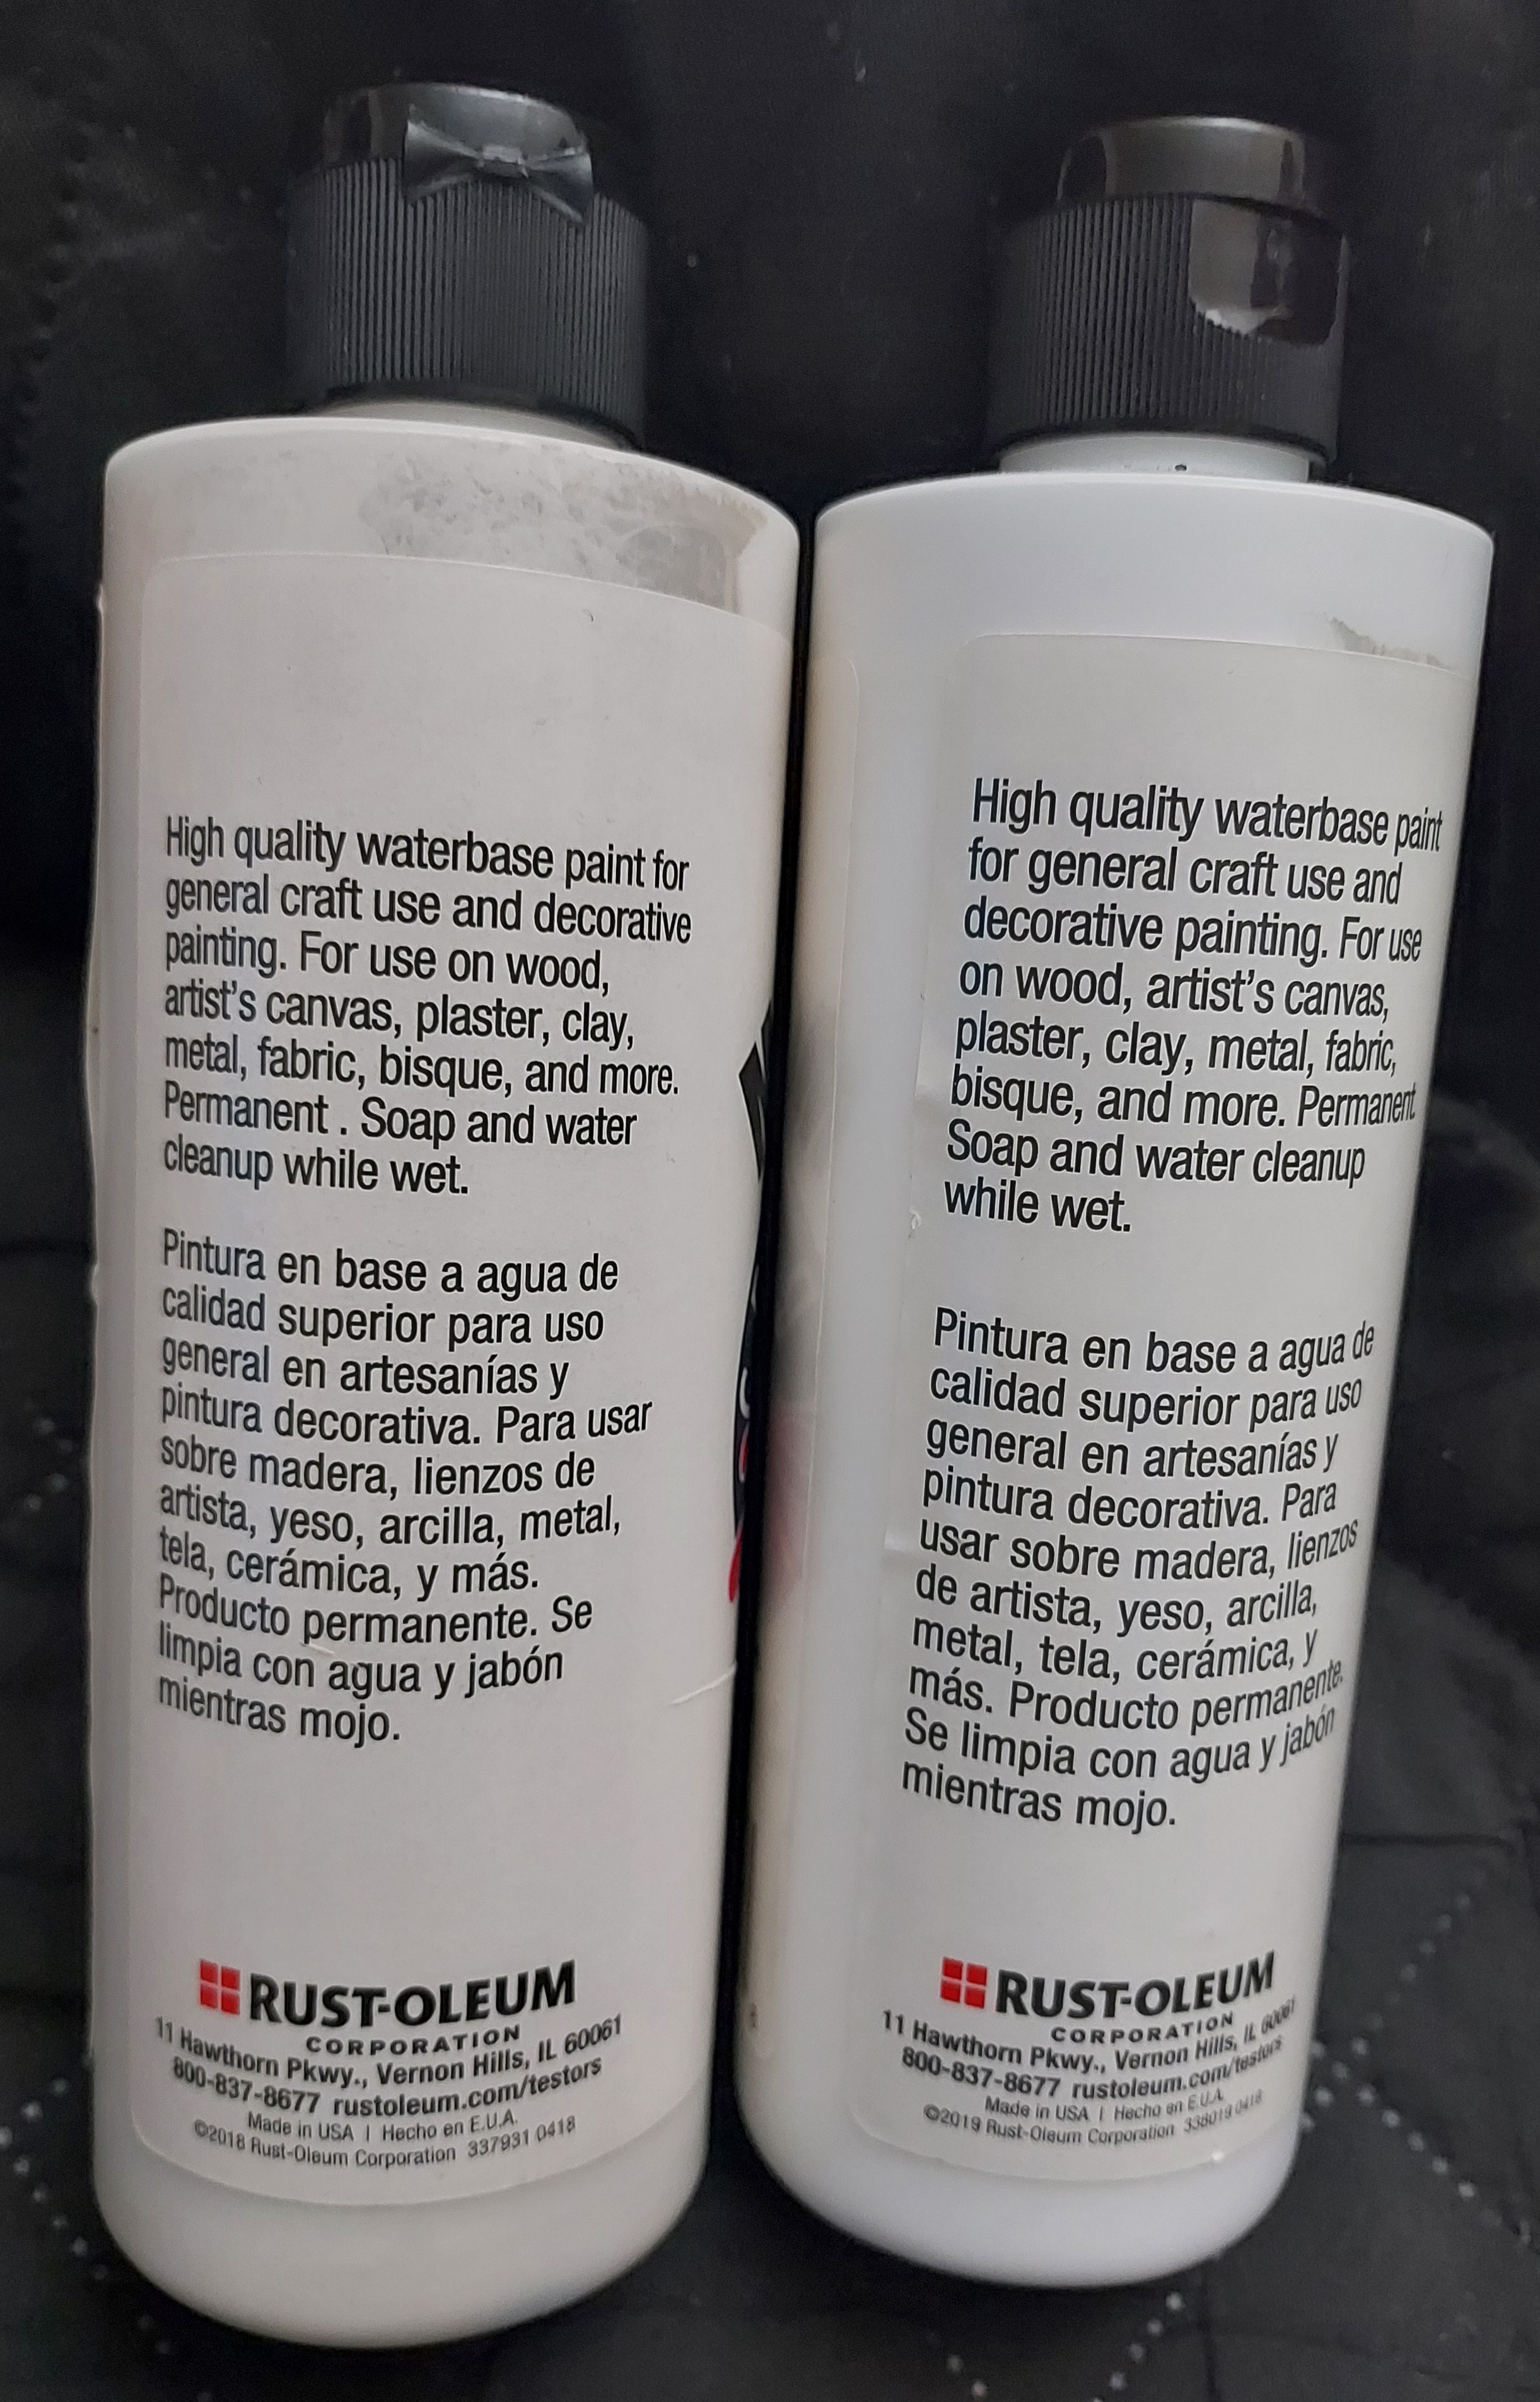 High quality waterbase paint for
general craft use and decorative
painting. For use on wood,
artist's canvas, plaster, clay,
metal, fabric, bisque, and more.
Permanent . Soap and water
cleanup while wet.
Pintura en base a agua de
calidad superior para uso
general en artesanías y
pintura decorativa. Para usar
sobre madera, lienzos de
artista, yeso, arcilla, metal,
tela, cerámica, y más.
Producto permanente. Se
limpia con agua y jabón
mientras mojo.
RUST-OLEUM
CORPORATION
11 Hawthorn Pkwy., Vernon Hills, IL 60061
800-837-8677 rustoleum.com/testors
Made in USA | Hecho en E.U.A.
©2018 Rust-Oleum Corporation 337931 0418
High quality waterbase paint
for general craft use and
decorative painting. For use
on wood, artist's canvas,
plaster, clay, metal, fabric,
bisque, and more. Permanent.
Soap and water cleanup
while wet.
Pintura en base a agua de
calidad superior para uso
general en artesanías y
pintura decorativa. Para
usar sobre madera, lienzos
de artista, yeso, arcilla,
metal, tela, cerámica, y
más. Producto permanente.
Se limpia con agua y jabón
mientras mojo.
RUST-OLEUM
CORPORATION
11 Hawthorn Pkwy., Vernon Hills, IL 60061
800-837-8677 rustoleum.com/testors
Made in USA | Hecho en E.U.A.
©2019 Rust-Oleum Corporation 338019 0418